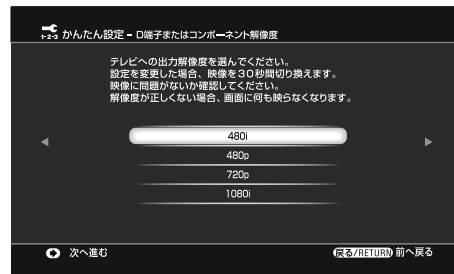 1-2-3 かんたん設定 – D端子またはコンポーネント解像度
テレビへの出力解像度を選んでください。
設定を変更した場合、映像を30秒間切り換えます。
映像に問題がないか確認してください。
解像度が正しくない場合、画面に何も映らなくなります。
480i
480p
720p
1080i
次へ進む
戻る/RETURN 前へ戻る